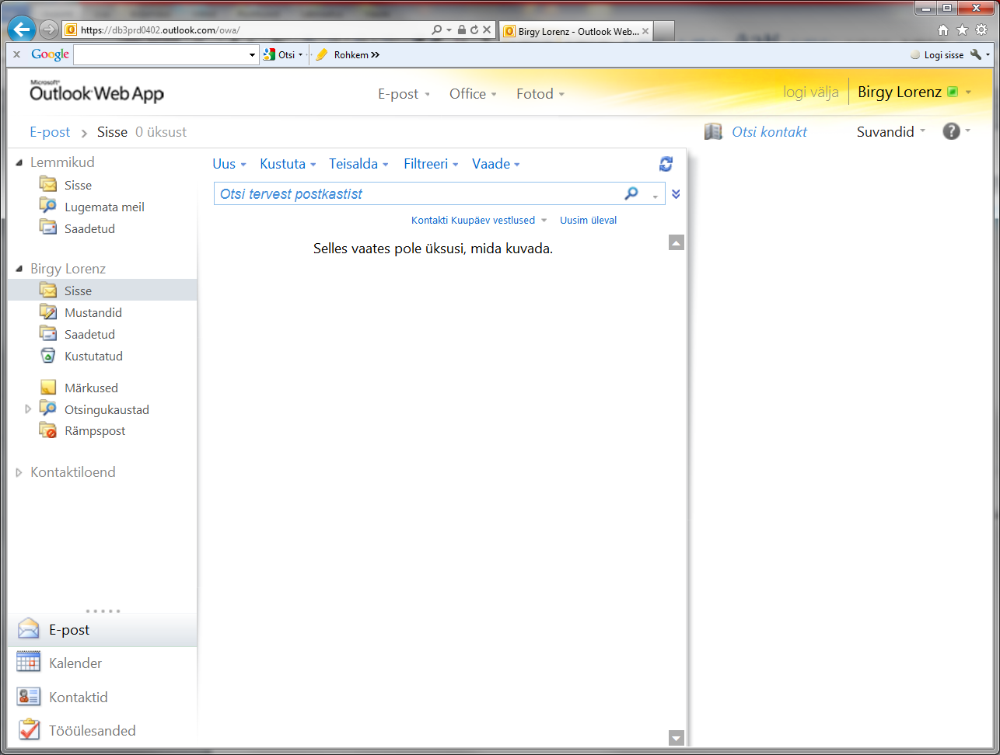 https://db3prd0402.outlook.com/owa/
Birgy Lorenz - Outlook Web...
x Google Otsi Rohkem »
Logi sisse
Microsoft®
Outlook Web App
E-post Office Fotod
logi välja Birgy Lorenz
E-post › Sisse 0 üksust
Otsi kontakt Suvandid ?
Lemmikud
Sisse
Lugemata meil
Saadetud
Birgy Lorenz
Sisse
Mustandid
Saadetud
Kustutatud
Märkused
Otsingukaustad
Rämpspost
Kontaktiloend
E-post
Kalender
Kontaktid
Tööülesanded
Uus Kustuta Teisalda Filtreeri Vaade
Otsi tervest postkastist
Kontakti Kuupäev vestlused Uusim üleval
Selles vaates pole üksusi, mida kuvada.